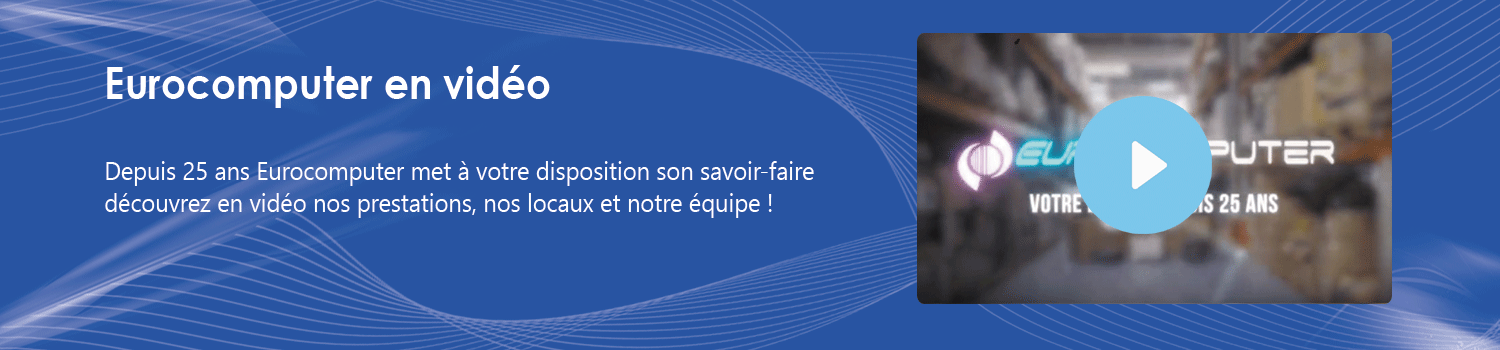 Eurocomputer en vidéo
Depuis 25 ans Eurocomputer met à votre disposition son savoir-faire
découvrez en vidéo nos prestations, nos locaux et notre équipe !
VOTRE 25 ANS